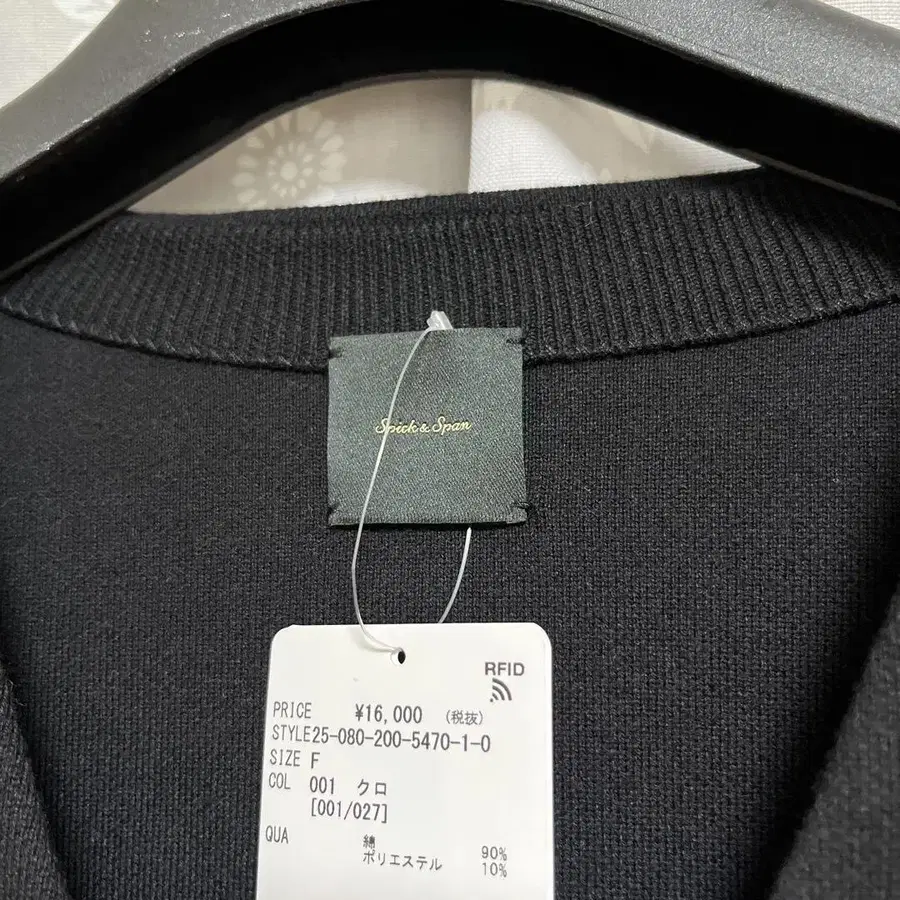 Spick & Span
RFID
PRICE ¥16,000 (税抜)
STYLE25-080-200-5470-1-0
SIZE F
COL 001 クロ
[001/027]
QUA 綿 90%
ポリエステル 10%